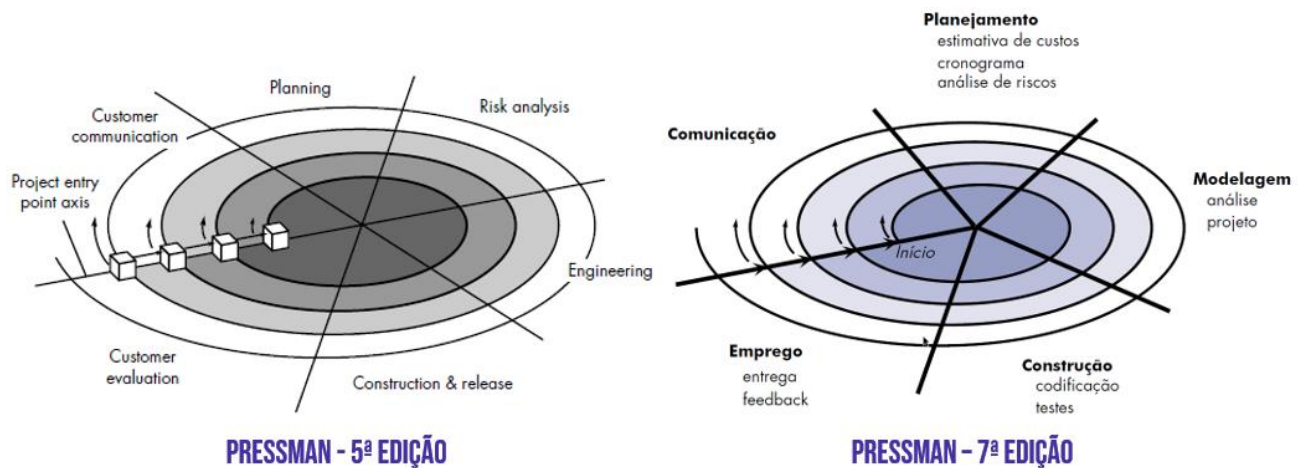 Planning
Risk analysis
Customer
communication
Project entry
point axis
Engineering
Customer
evaluation
Construction & release
PRESSMAN - 5ª EDIÇÃO
Planejamento
estimativa de custos
cronograma
análise de riscos
Comunicação
Modelagem
análise
projeto
Início
Emprego
entrega
feedback
Construção
codificação
testes
PRESSMAN – 7ª EDIÇÃO